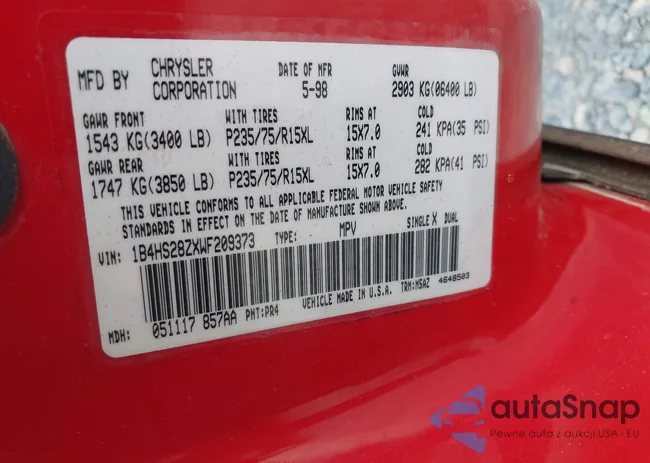 MFD BY CHRYSLER CORPORATION DATE OF MFR 5-98 GVWR 2903 KG(06400 LB)
GAWR FRONT WITH TIRES RIMS AT COLD
1543 KG(3400 LB) P235/75/R15XL 15X7.0 241 KPA(35 PSI)
GAWR REAR WITH TIRES RIMS AT COLD
1747 KG(3850 LB) P235/75/R15XL 15X7.0 282 KPA(41 PSI)
THIS VEHICLE CONFORMS TO ALL APPLICABLE FEDERAL MOTOR VEHICLE SAFETY
STANDARDS IN EFFECT ON THE DATE OF MANUFACTURE SHOWN ABOVE.
VIN: 1B4HS28ZXWF209373 TYPE: MPV SINGLE X DUAL
MDH: 051117 857AA PNT:PR4 VEHICLE MADE IN U.S.A. TRM:MSAZ 4648503
autaSnap
Pewne auta z aukcji USA i EU